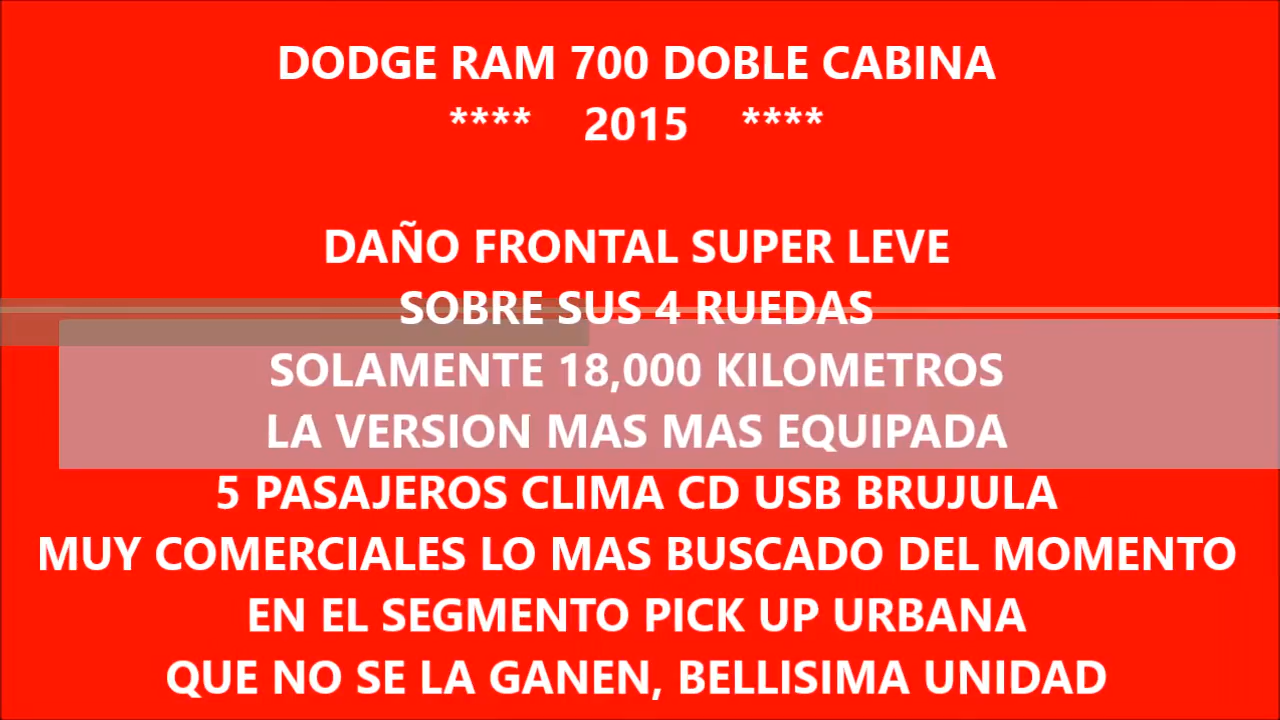 DODGE RAM 700 DOBLE CABINA
**** 2015 ****
DAÑO FRONTAL SUPER LEVE
SOBRE SUS 4 RUEDAS
SOLAMENTE 18,000 KILOMETROS
LA VERSION MAS MAS EQUIPADA
5 PASAJEROS CLIMA CD USB BRUJULA
MUY COMERCIALES LO MAS BUSCADO DEL MOMENTO
EN EL SEGMENTO PICK UP URBANA
QUE NO SE LA GANEN, BELLISIMA UNIDAD